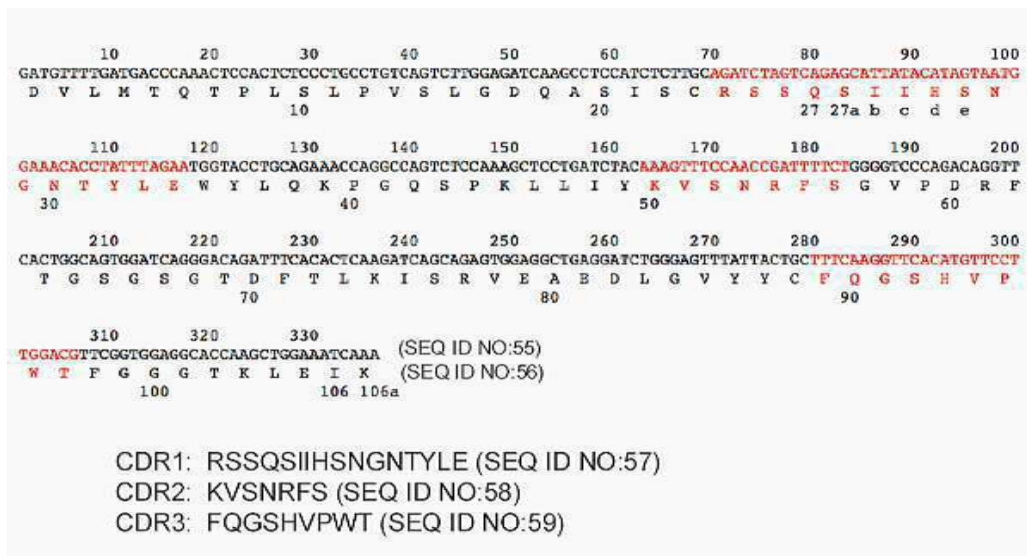 10 20 30 40 50 60 70 80 90 100
GATGTTTTGATGACCCAAACTCCACTCTCCCTGCCTGTCAGTCTTGGAGATCAAGCCTCCATCTCTTGCAGATCTAGTCAGAGCATTATACATAGTAATG
D V L M T Q T P L S L P V S L G D Q A S I S C R S S Q S I I H S N
10 20 27 27a b c d e
110 120 130 140 150 160 170 180 190 200
GAAACACCTATTTAGAATGGTACCTGCAGAAACCAGGCCAGTCTCCAAAGCTCCTGATCTACAAAGTTTCCAACCGATTTTCTGGGGTCCCAGACAGGTT
G N T Y L E W Y L Q K P G Q S P K L L I Y K V S N R F S G V P D R F
30 40 50 60
210 220 230 240 250 260 270 280 290 300
CACTGGCAGTGGATCAGGGACAGATTTCACACTCAAGATCAGCAGAGTGGAGGCTGAGGATCTGGGAGTTTATTACTGCTTTCAAGGTTCACATGTTCCT
T G S G S G T D F T L K I S R V E A E D L G V Y Y C F Q G S H V P
70 80 90
310 320 330
TGGACGTTCGGTGGAGGCACCAAGCTGGAAATCAAA (SEQ ID NO:55)
W T F G G G T K L E I K (SEQ ID NO:56)
100 106 106a
CDR1: RSSQSIIHSNGNTYLE (SEQ ID NO:57)
CDR2: KVSNRFS (SEQ ID NO:58)
CDR3: FQGSHVPWT (SEQ ID NO:59)